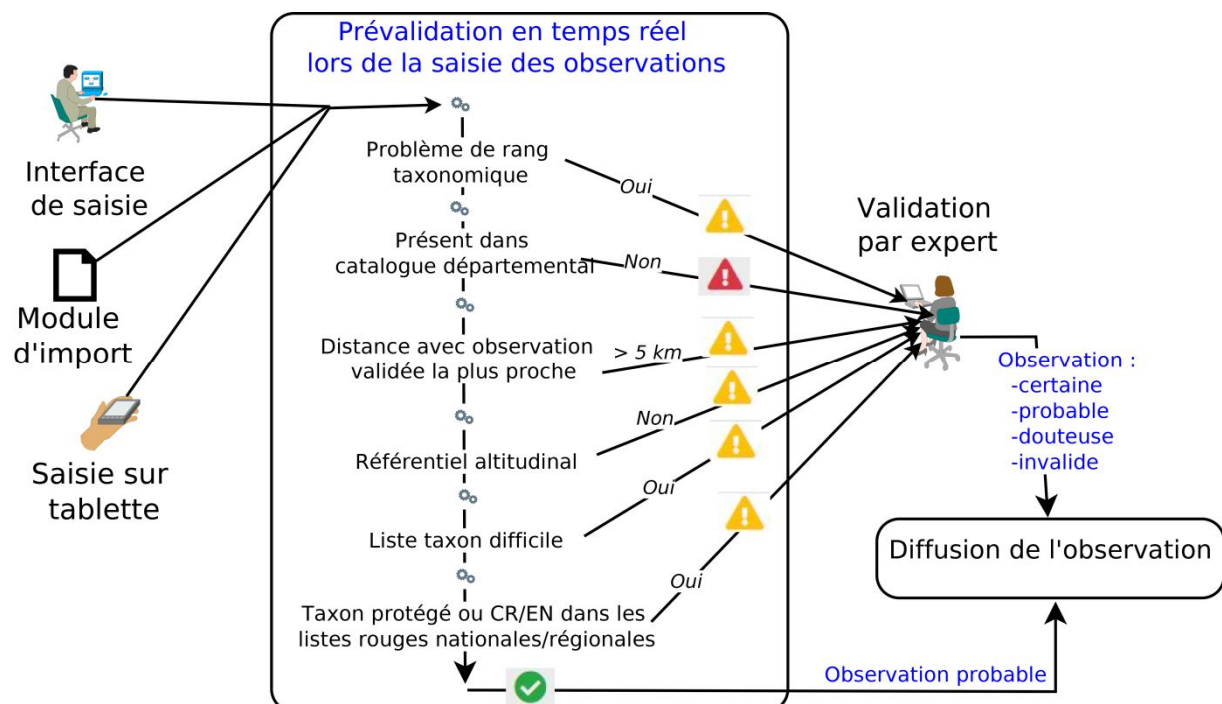 Prévalidation en temps réel
lors de la saisie des observations
Interface
de saisie
Module
d'import
Saisie sur
tablette
Problème de rang
taxonomique
Oui
Présent dans
catalogue départemental
Non
Distance avec observation
validée la plus proche
> 5 km
Référentiel altitudinal
Non
Liste taxon difficile
Oui
Taxon protégé ou CR/EN dans les
listes rouges nationales/régionales
Oui
Validation
par expert
Observation :
-certaine
-probable
-douteuse
-invalide
Diffusion de l'observation
Observation probable